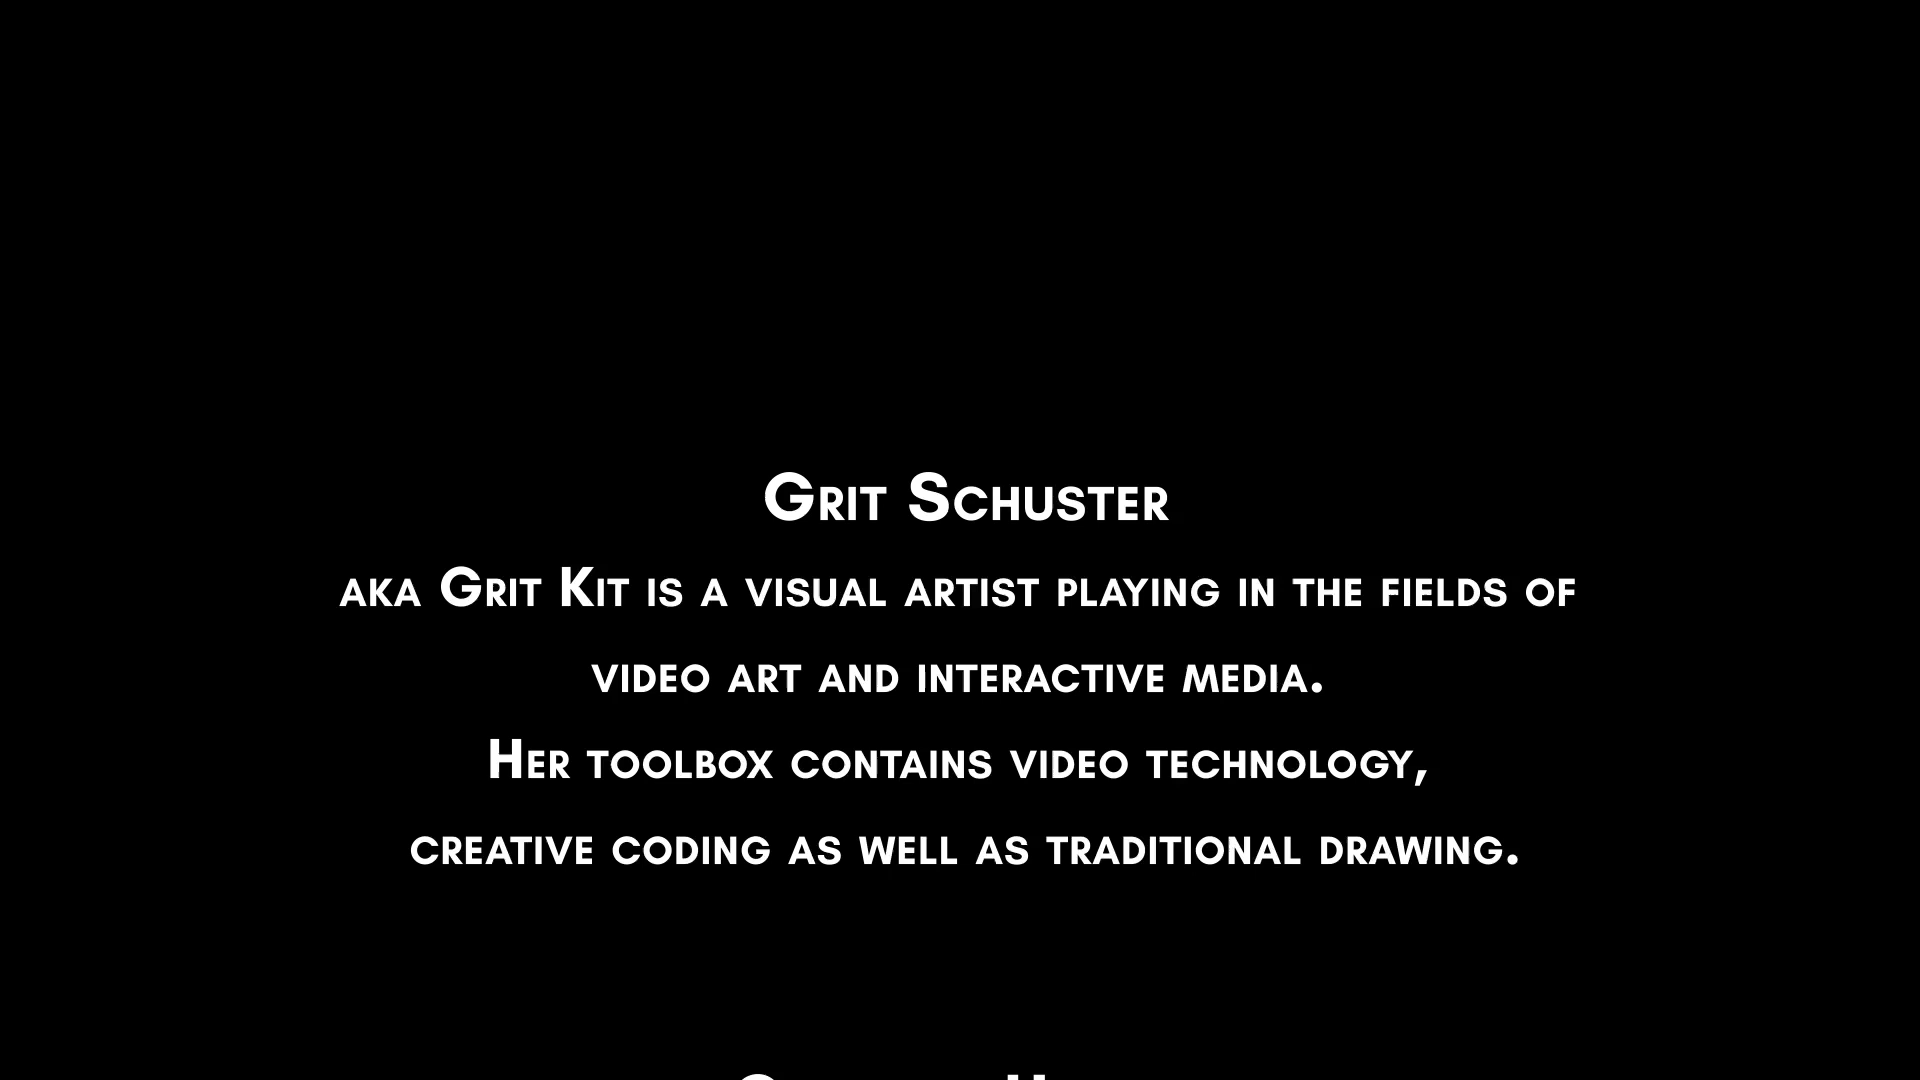 Grit Schuster
aka Grit Kit is a visual artist playing in the fields of
video art and interactive media.
Her toolbox contains video technology,
creative coding as well as traditional drawing.